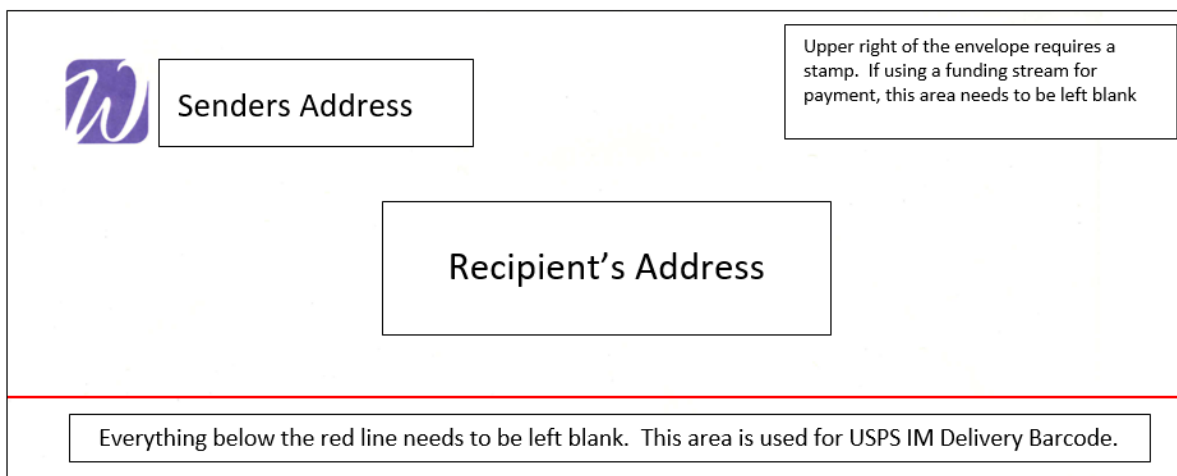 W
Senders Address
Upper right of the envelope requires a
stamp.  If using a funding stream for
payment, this area needs to be left blank
Recipient’s Address
Everything below the red line needs to be left blank.  This area is used for USPS IM Delivery Barcode.